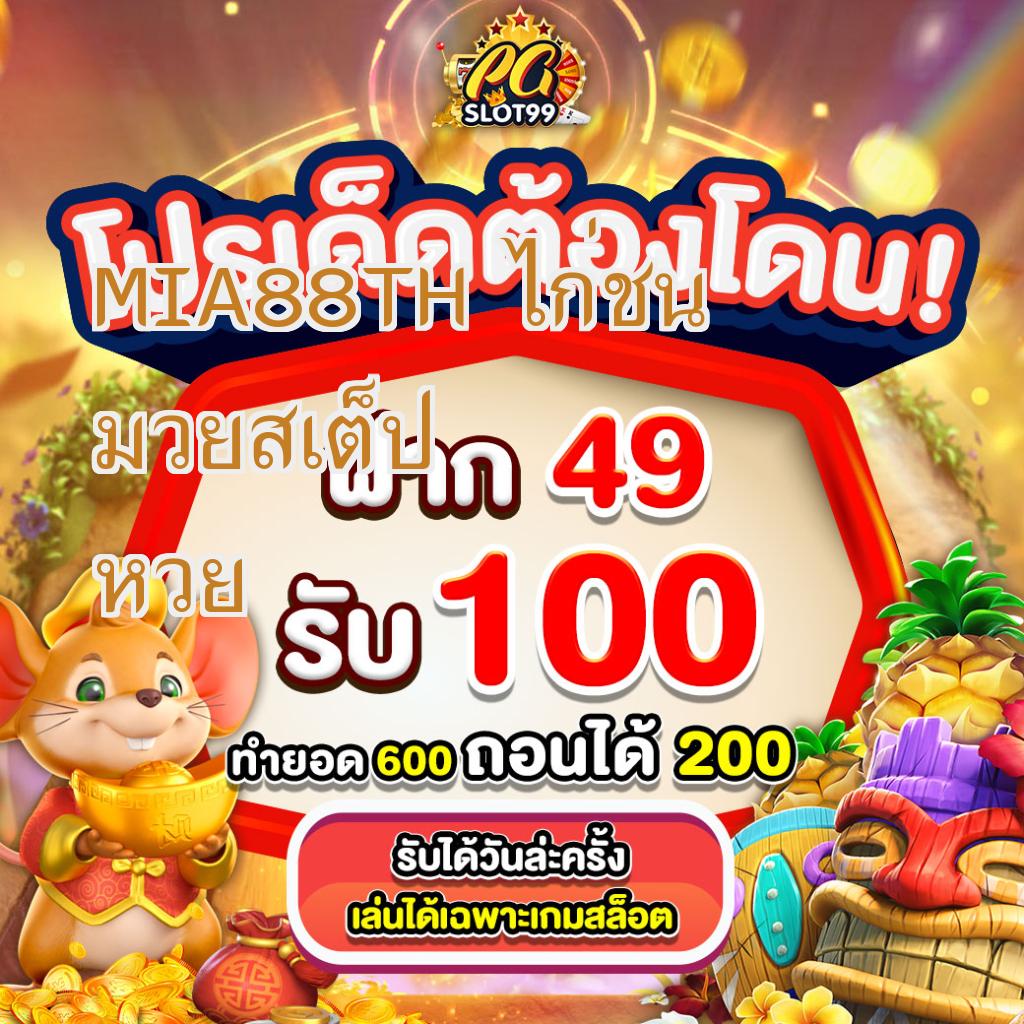 PG
SLOT99
โปรเด็ดต้องโดน!
MIA88TH ไก่ชน
มวยสเต็ป
ฝาก 49
หวย
รับ 100
ทำยอด 600 ถอนได้ 200
รับได้วันล่ะครั้ง
เล่นได้เฉพาะเกมสล็อต